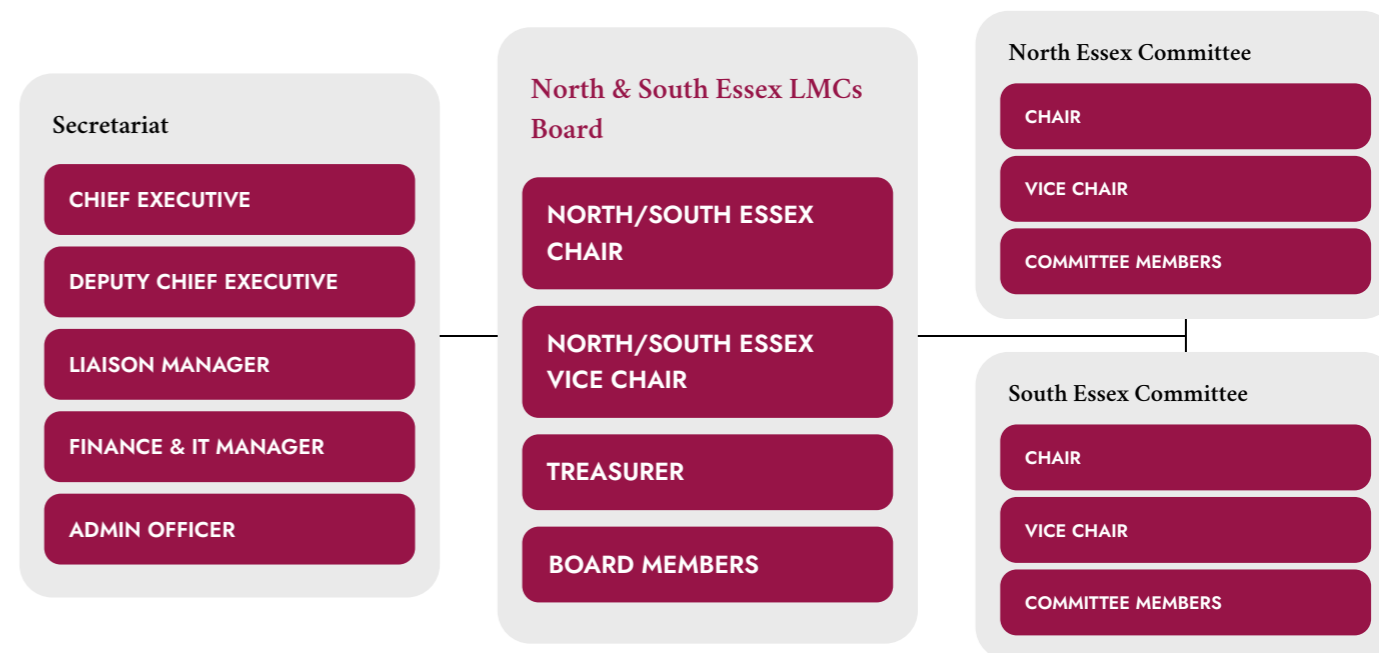 Secretariat
CHIEF EXECUTIVE
DEPUTY CHIEF EXECUTIVE
LIAISON MANAGER
FINANCE & IT MANAGER
ADMIN OFFICER
North & South Essex LMCs
Board
NORTH/SOUTH ESSEX
CHAIR
NORTH/SOUTH ESSEX
VICE CHAIR
TREASURER
BOARD MEMBERS
North Essex Committee
CHAIR
VICE CHAIR
COMMITTEE MEMBERS
South Essex Committee
CHAIR
VICE CHAIR
COMMITTEE MEMBERS